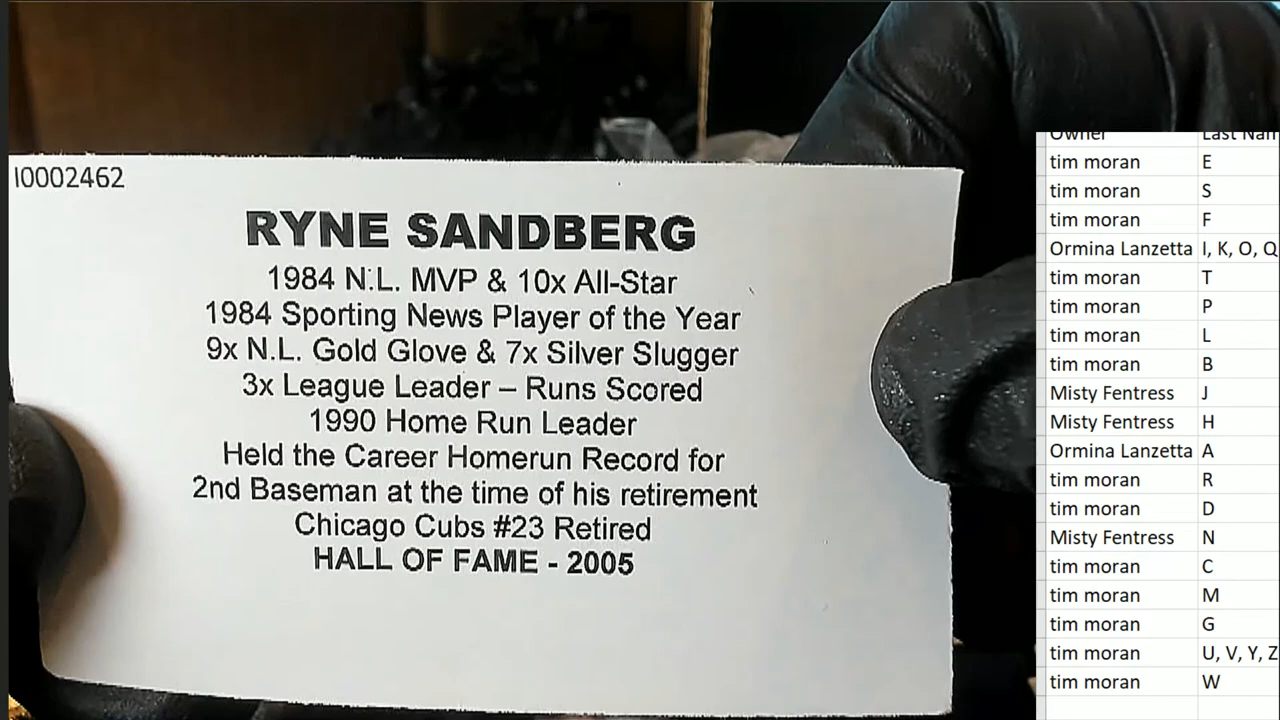 I0002462
RYNE SANDBERG
1984 N.L. MVP & 10x All-Star
1984 Sporting News Player of the Year
9x N.L. Gold Glove & 7x Silver Slugger
3x League Leader – Runs Scored
1990 Home Run Leader
Held the Career Homerun Record for
2nd Baseman at the time of his retirement
Chicago Cubs #23 Retired
HALL OF FAME - 2005
Owner Last Nam
tim moran E
tim moran S
tim moran F
Ormina Lanzetta I, K, O, Q
tim moran T
tim moran P
tim moran L
tim moran B
Misty Fentress J
Misty Fentress H
Ormina Lanzetta A
tim moran R
tim moran D
Misty Fentress N
tim moran C
tim moran M
tim moran G
tim moran U, V, Y, Z
tim moran W